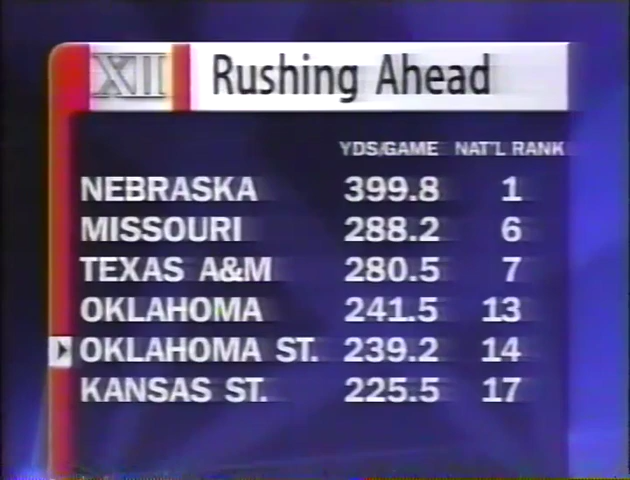 XII Rushing Ahead
YDS/GAME NAT'L RANK
NEBRASKA 399.8 1
MISSOURI 288.2 6
TEXAS A&M 280.5 7
OKLAHOMA 241.5 13
OKLAHOMA ST. 239.2 14
KANSAS ST. 225.5 17